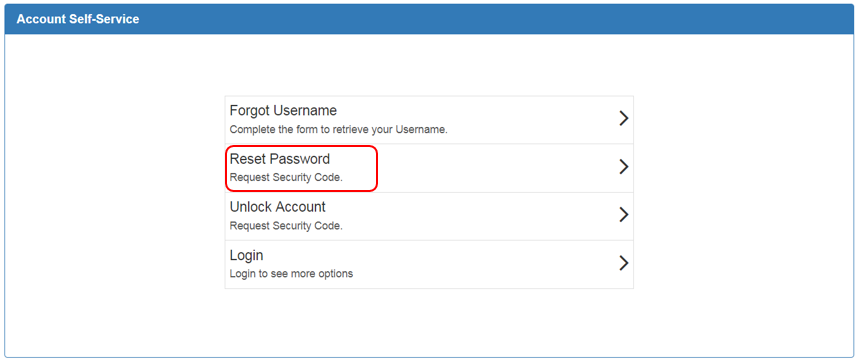 Account Self-Service
Forgot Username
Complete the form to retrieve your Username.
Reset Password
Request Security Code.
Unlock Account
Request Security Code.
Login
Login to see more options